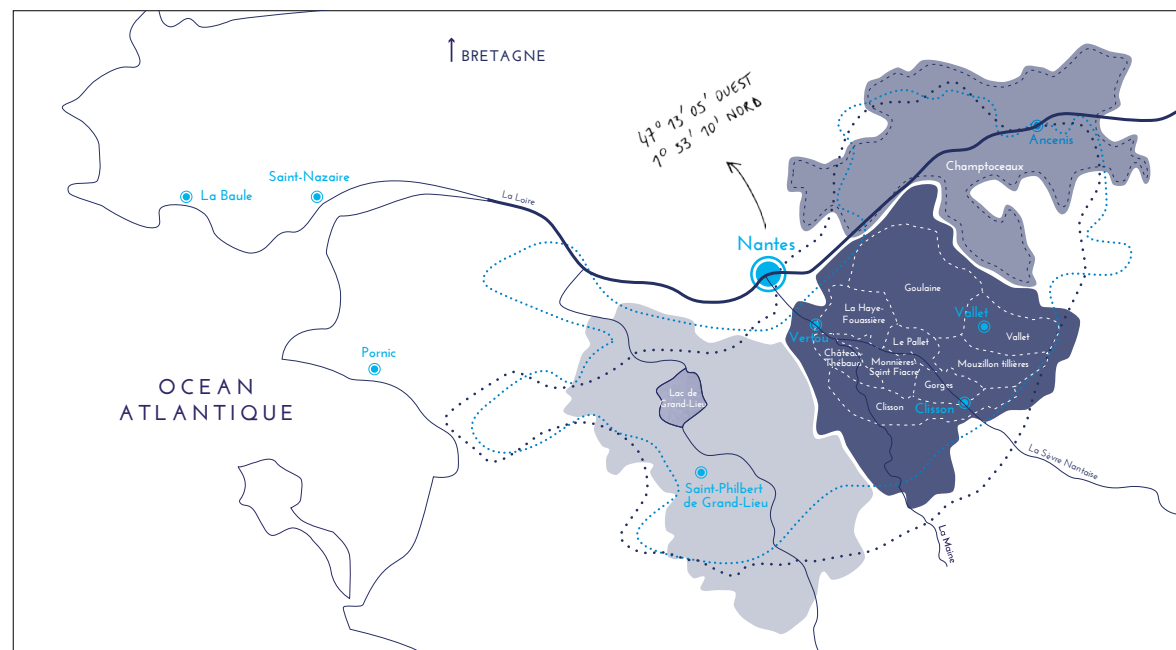 BRETAGNE
47° 13' 05' OUEST
1° 33' 10' NORD
Ancenis
Champtoceaux
Saint-Nazaire
La Baule
La Loire
Nantes
Goulaine
La Haye-
Fouassière
Vallet
Vertou
Le Pallet
Vallet
Château
Thébaud
Monnières
Saint Fiacre
Mouzillon tillières
Gorges
Clisson
Clisson
Pornic
OCEAN
ATLANTIQUE
Lac de
Grand-Lieu
La Sèvre Nantaise
Saint-Philbert
de Grand-Lieu
La Maine